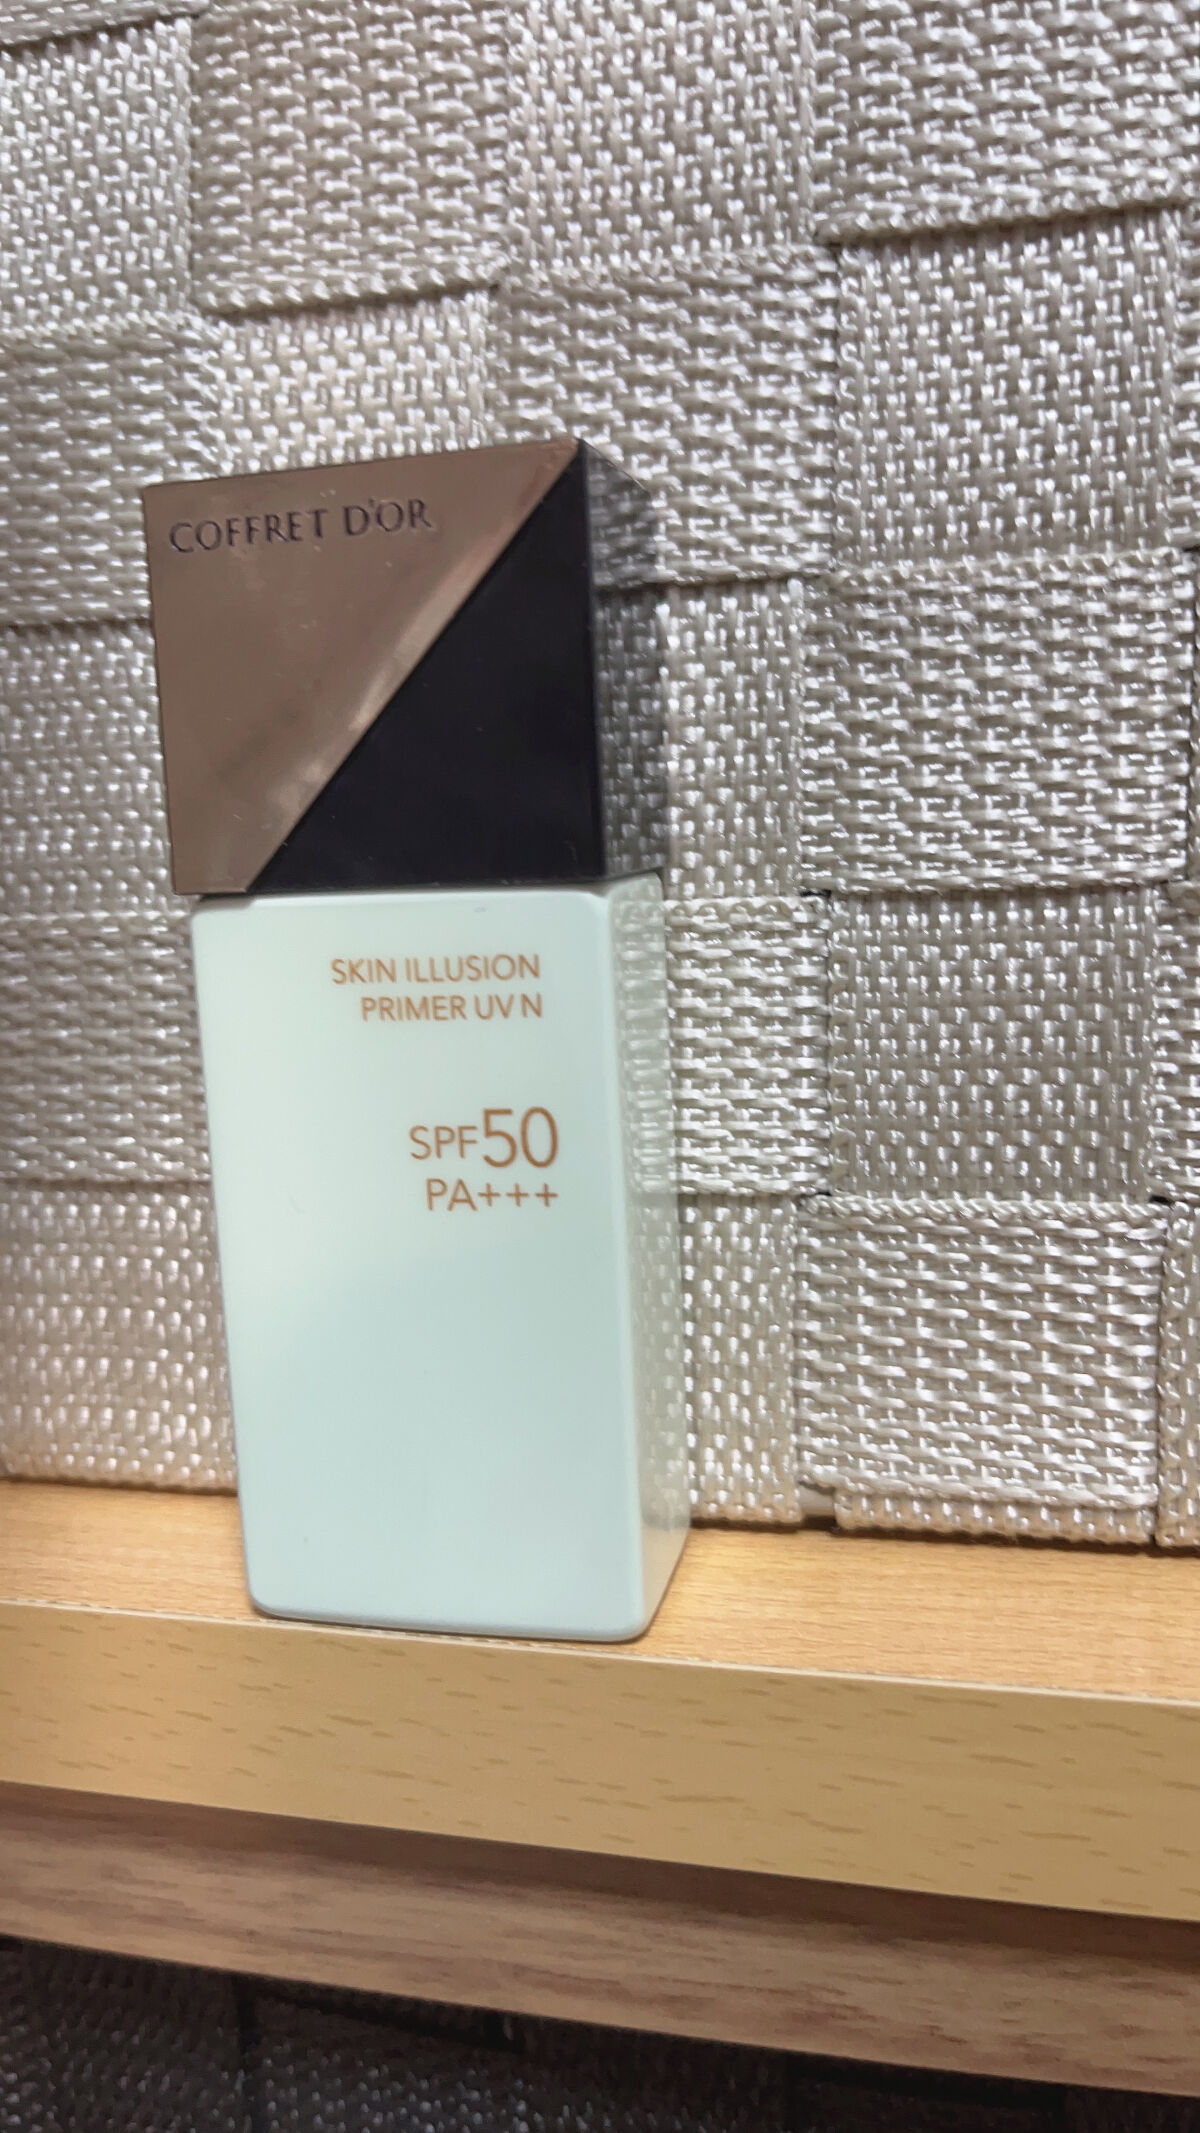 COFFRET D'OR
SKIN ILLUSION
PRIMER UV N
SPF50
PA+++